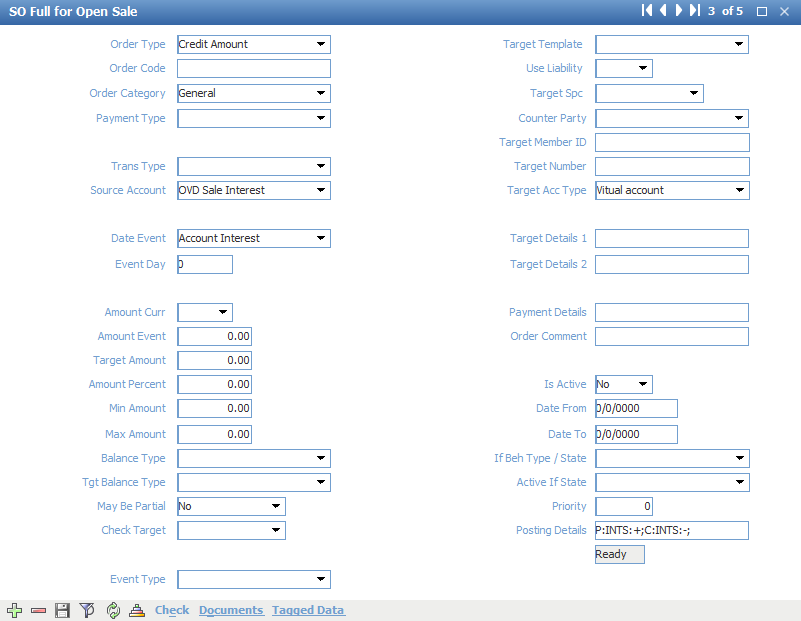 SO Full for Open Sale
3 of 5
Order Type Credit Amount
Order Code
Order Category General
Payment Type
Trans Type
Source Account OVD Sale Interest
Date Event Account Interest
Event Day 0
Amount Curr
Amount Event 0.00
Target Amount 0.00
Amount Percent 0.00
Min Amount 0.00
Max Amount 0.00
Balance Type
Tgt Balance Type
May Be Partial No
Check Target
Event Type
Target Template
Use Liability
Target Spc
Counter Party
Target Member ID
Target Number
Target Acc Type Vitual account
Target Details 1
Target Details 2
Payment Details
Order Comment
Is Active No
Date From 0/0/0000
Date To 0/0/0000
If Beh Type / State
Active If State
Priority 0
Posting Details P:INTS:+;C:INTS:-;
Ready
Check Documents Tagged Data